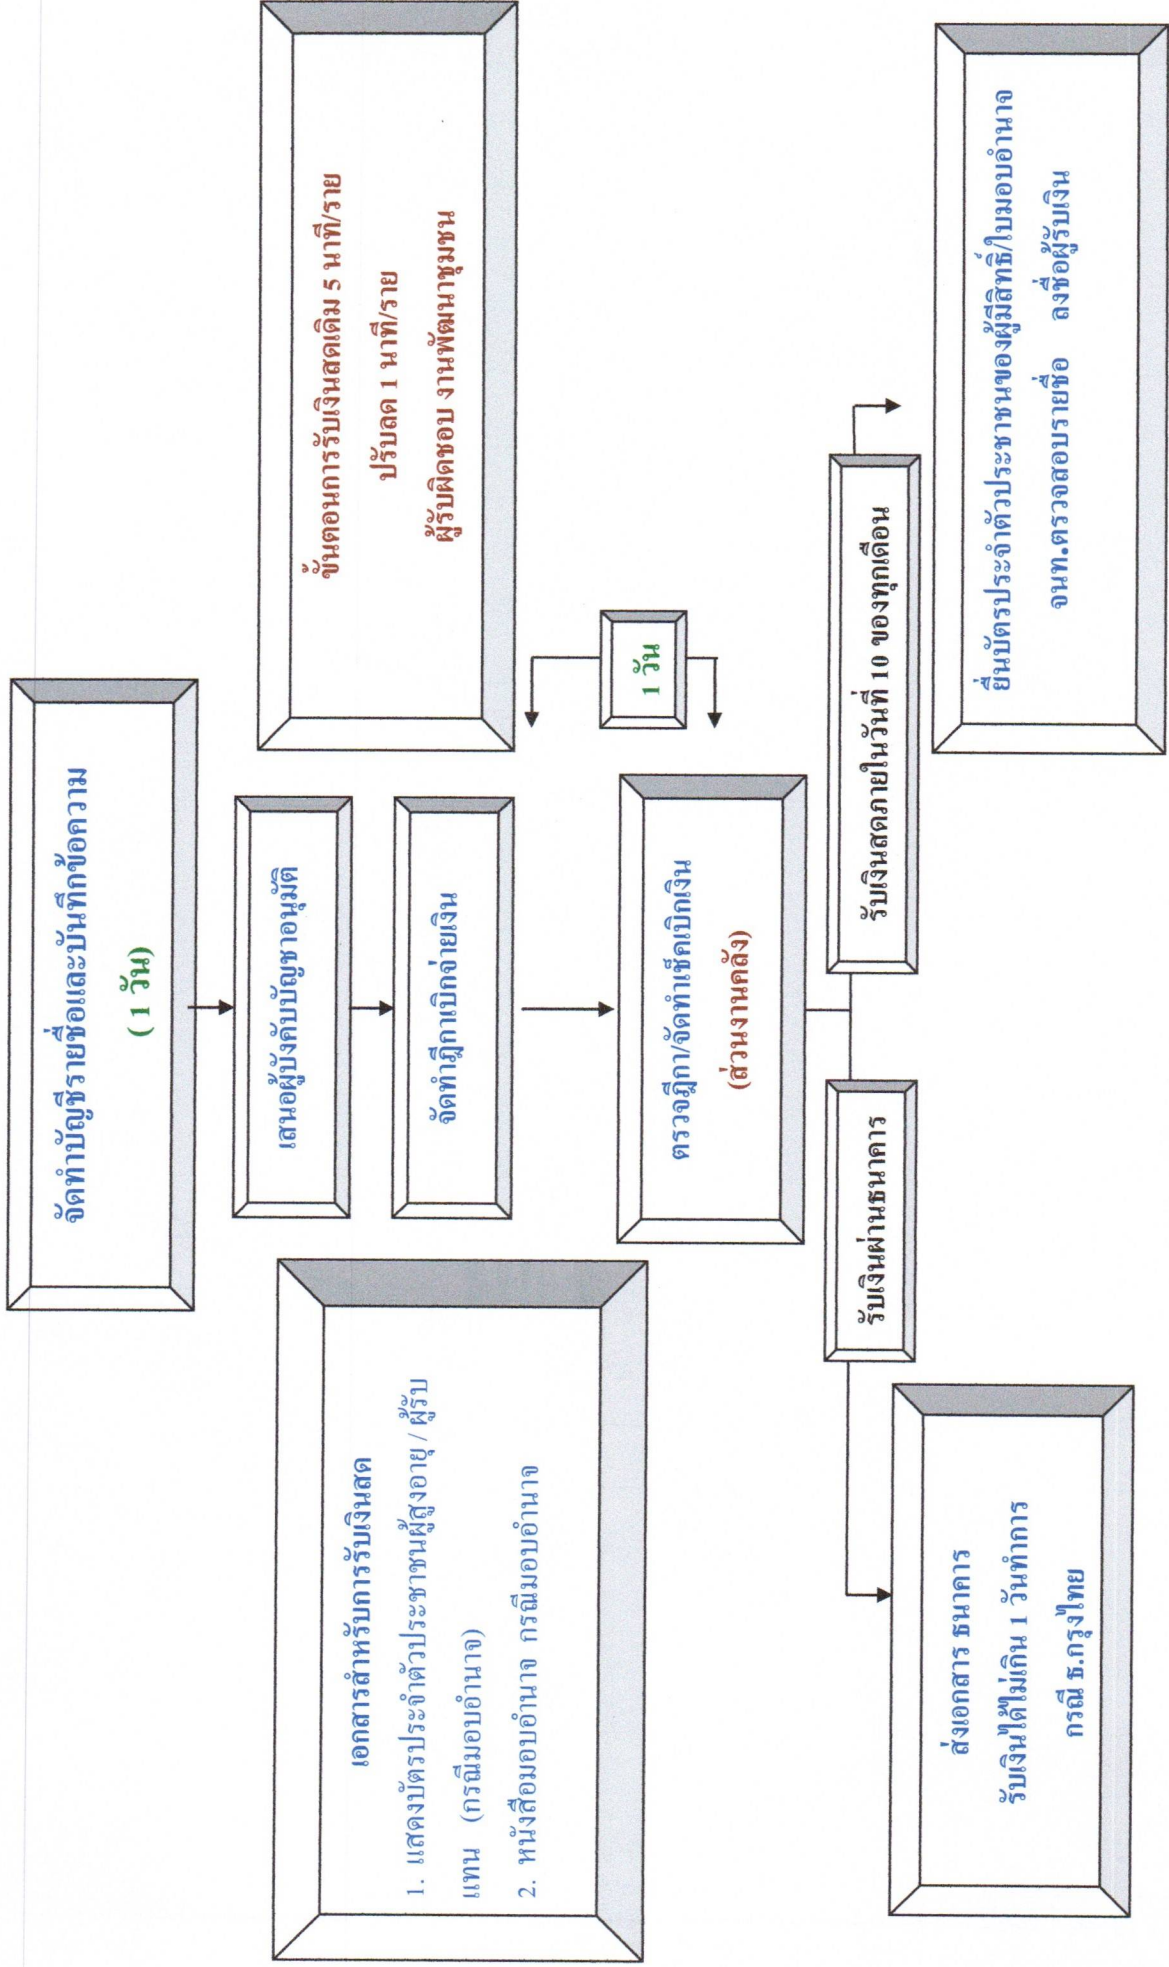 จัดทำบัญชีรายชื่อและบันทึกข้อความ
( 1 วัน)
เสนอผู้บังคับบัญชาอนุมัติ
จัดทำฎีกาเบิกจ่ายเงิน
ขั้นตอนการรับเงินสดเดิม 5 นาที/ราย
ปรับลด 1 นาที/ราย
ผู้รับผิดชอบ งานพัฒนาชุมชน
เอกสารสำหรับการรับเงินสด
1. แสดงบัตรประจำตัวประชาชนผู้สูงอายุ / ผู้รับ
แทน (กรณีมอบอำนาจ)
2. หนังสือมอบอำนาจ กรณีมอบอำนาจ
1 วัน
ตรวจฎีกา/จัดทำเช็คเบิกเงิน
(ส่วนงานคลัง)
รับเงินผ่านธนาคาร
รับเงินสดภายในวันที่ 10 ของทุกเดือน
ส่งเอกสาร ธนาคาร
รับเงินได้ไม่เกิน 1 วันทำการ
กรณี ธ.กรุงไทย
ยื่นบัตรประจำตัวประชาชนของผู้มีสิทธิ์/ใบมอบอำนาจ
จนท.ตรวจสอบรายชื่อ ลงชื่อผู้รับเงิน